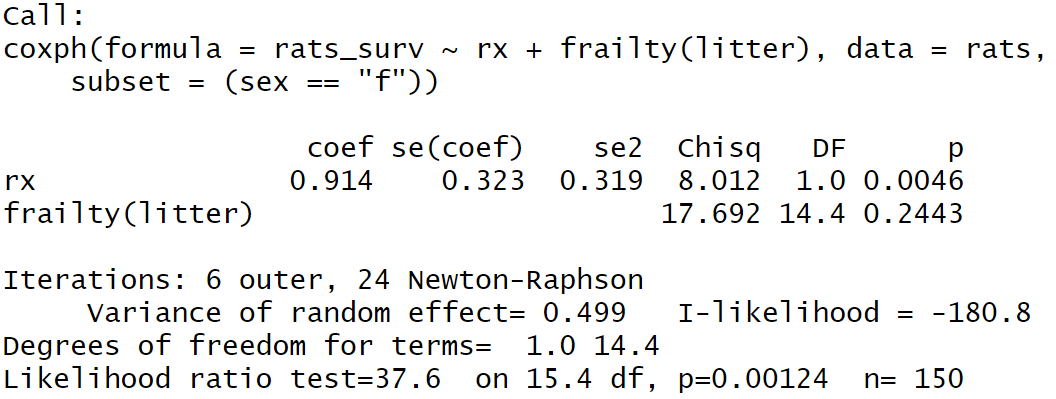 Call:
coxph(formula = rats_surv ~ rx + frailty(litter), data = rats,
    subset = (sex == "f"))
                  coef se(coef)    se2  Chisq   DF      p
rx               0.914    0.323  0.319  8.012  1.0 0.0046
frailty(litter)                        17.692 14.4 0.2443
Iterations: 6 outer, 24 Newton-Raphson
     Variance of random effect= 0.499   I-likelihood = -180.8
Degrees of freedom for terms=  1.0 14.4
Likelihood ratio test=37.6  on 15.4 df, p=0.00124  n= 150